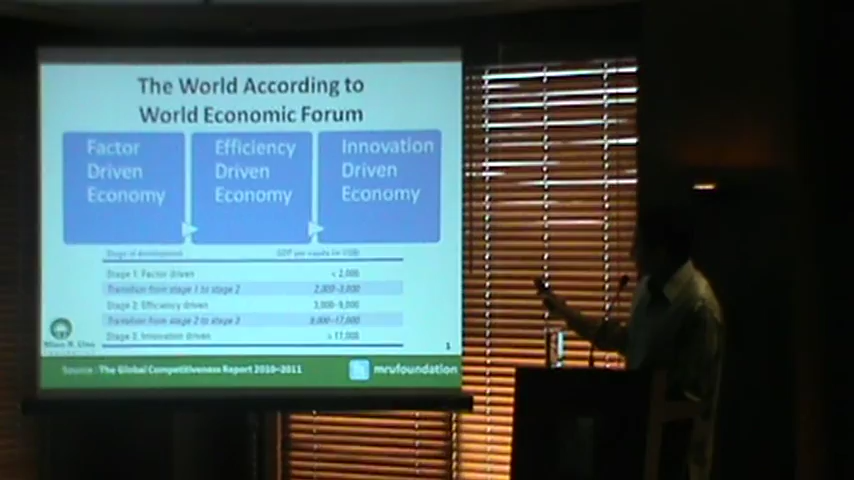 The World According to
World Economic Forum
Factor
Driven
Economy
Efficiency
Driven
Economy
Innovation
Driven
Economy
Stage of development GDP per capita (in US$)
Stage 1: Factor driven < 2,000
Transition from stage 1 to stage 2 2,000–3,000
Stage 2: Efficiency driven 3,000–9,000
Transition from stage 2 to stage 3 9,000–17,000
Stage 3: Innovation driven > 17,000
1
Source : The Global Competitiveness Report 2010–2011
mrufoundation